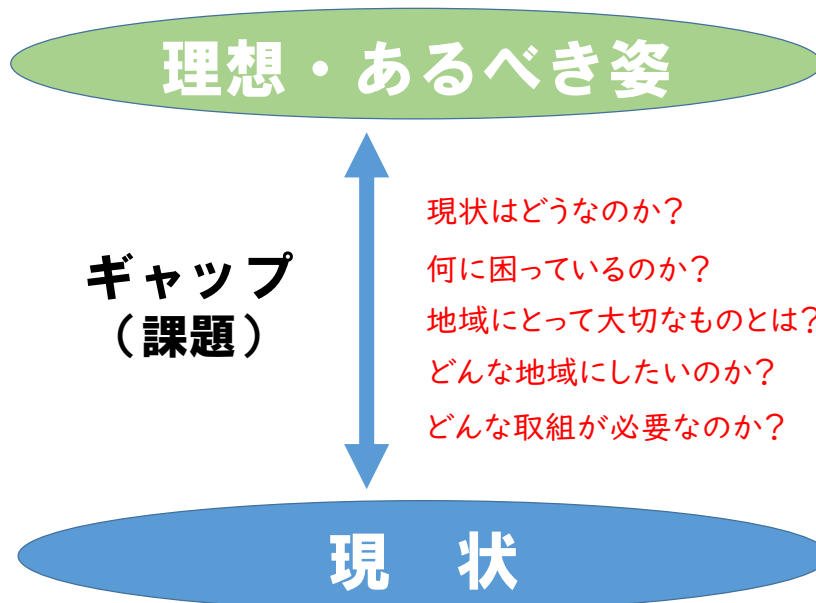 理想・あるべき姿
ギャップ
（課題）
現状はどうなのか？
何に困っているのか？
地域にとって大切なものとは？
どんな地域にしたいのか？
どんな取組が必要なのか？
現　状